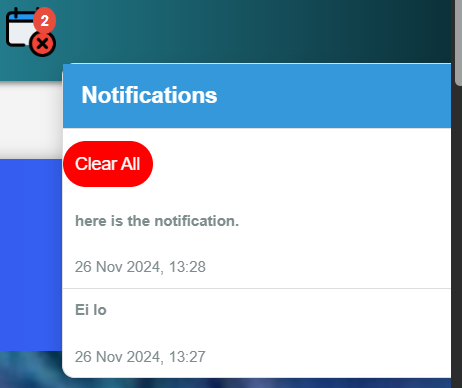 2
Notifications
Clear All
here is the notification.
26 Nov 2024, 13:28
Ei lo
26 Nov 2024, 13:27